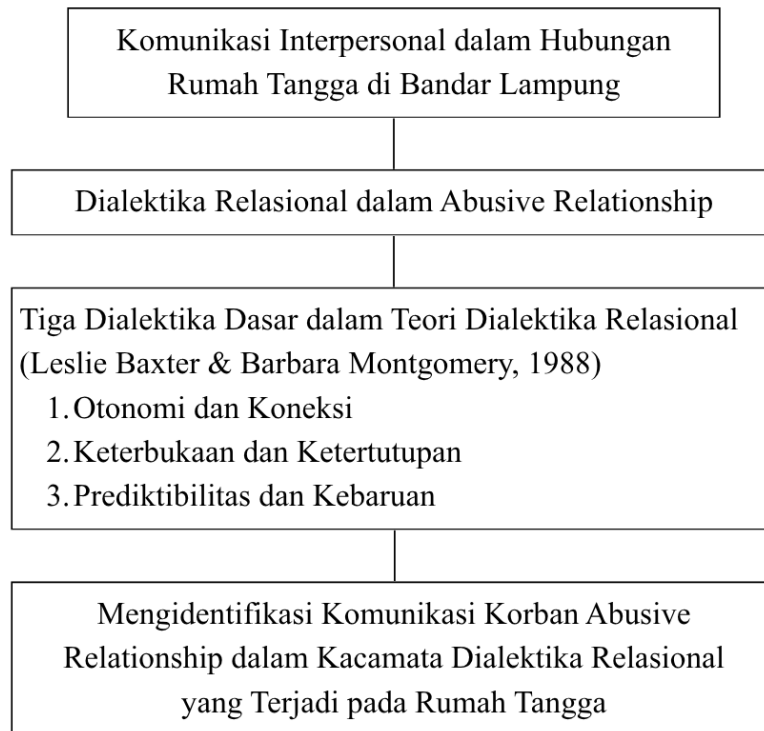 Komunikasi Interpersonal dalam Hubungan
Rumah Tangga di Bandar Lampung
Dialektika Relasional dalam Abusive Relationship
Tiga Dialektika Dasar dalam Teori Dialektika Relasional
(Leslie Baxter & Barbara Montgomery, 1988)
1. Otonomi dan Koneksi
2. Keterbukaan dan Ketertutupan
3. Prediktibilitas dan Kebaruan
Mengidentifikasi Komunikasi Korban Abusive
Relationship dalam Kacamata Dialektika Relasional
yang Terjadi pada Rumah Tangga